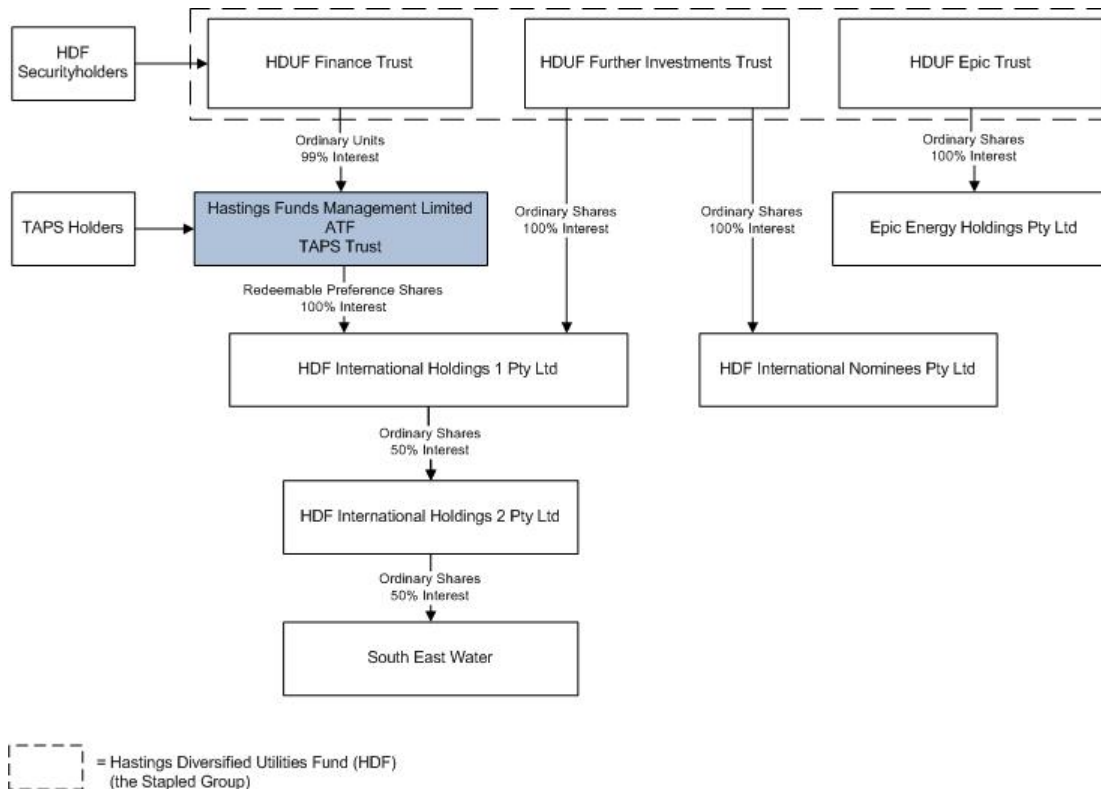 HDF
Securityholders
HDUF Finance Trust
HDUF Further Investments Trust
HDUF Epic Trust
Ordinary Units
99% Interest
Ordinary Shares
100% Interest
TAPS Holders
Hastings Funds Management Limited
ATF
TAPS Trust
Ordinary Shares
100% Interest
Ordinary Shares
100% Interest
Epic Energy Holdings Pty Ltd
Redeemable Preference Shares
100% Interest
HDF International Holdings 1 Pty Ltd
HDF International Nominees Pty Ltd
Ordinary Shares
50% Interest
HDF International Holdings 2 Pty Ltd
Ordinary Shares
50% Interest
South East Water
= Hastings Diversified Utilities Fund (HDF)
(the Stapled Group)